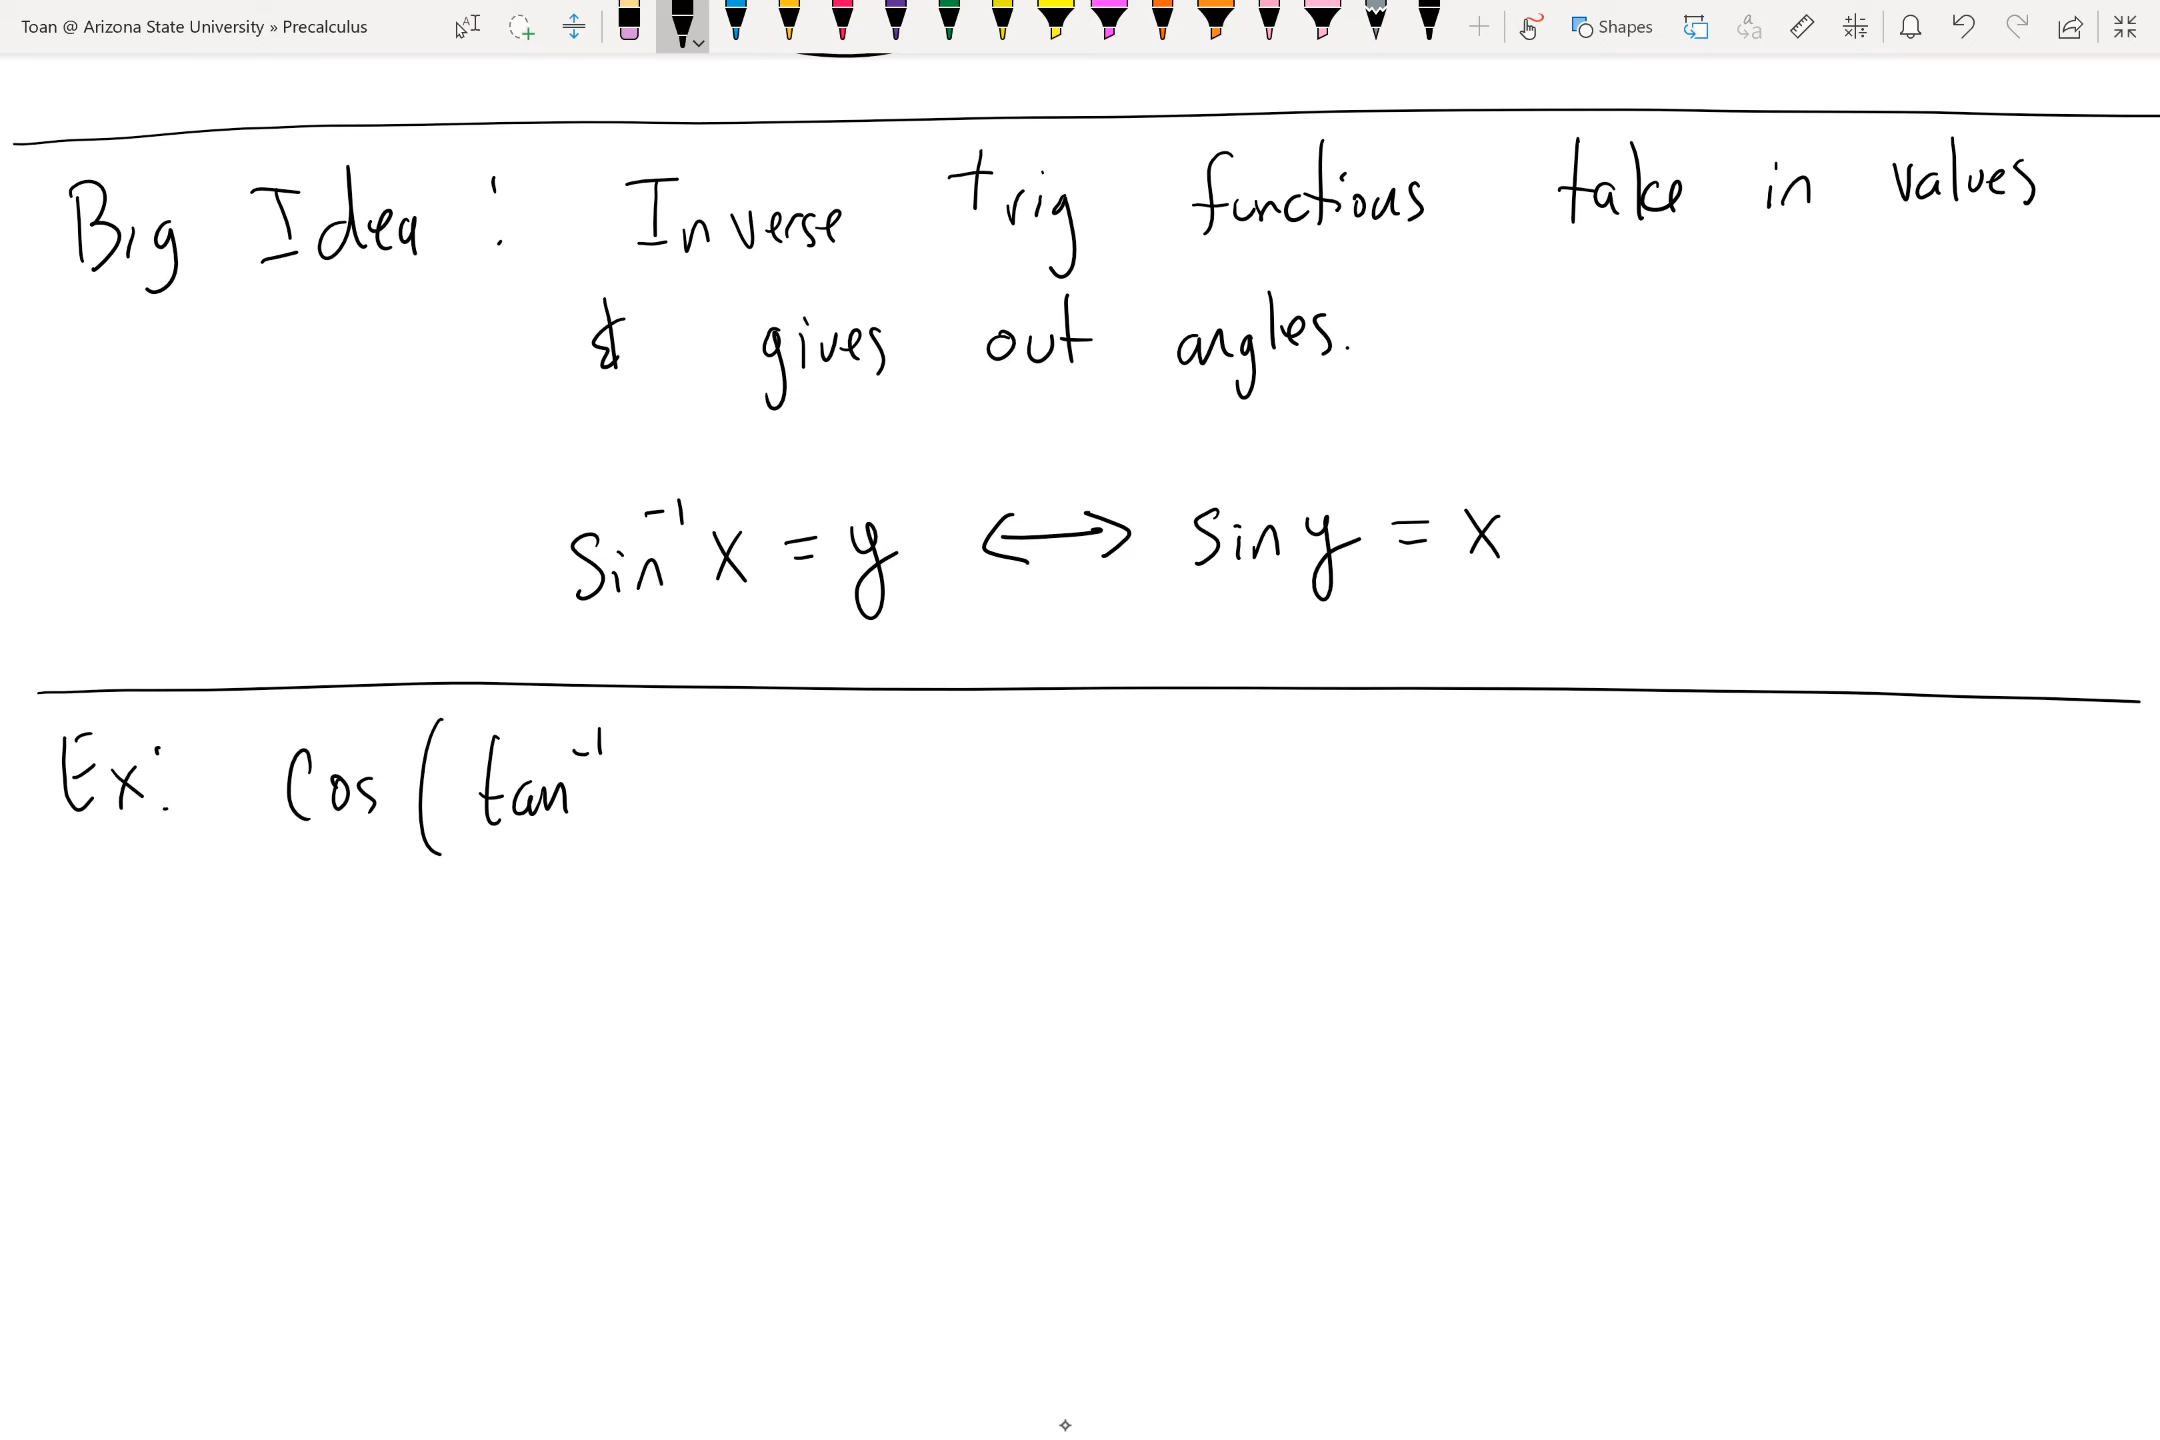 Toan @ Arizona State University » Precalculus Shapes
Big Idea : Inverse trig functions take in values
& gives out angles.
sin⁻¹ x = y ⟷ sin y = x
Ex: cos ( tan⁻¹